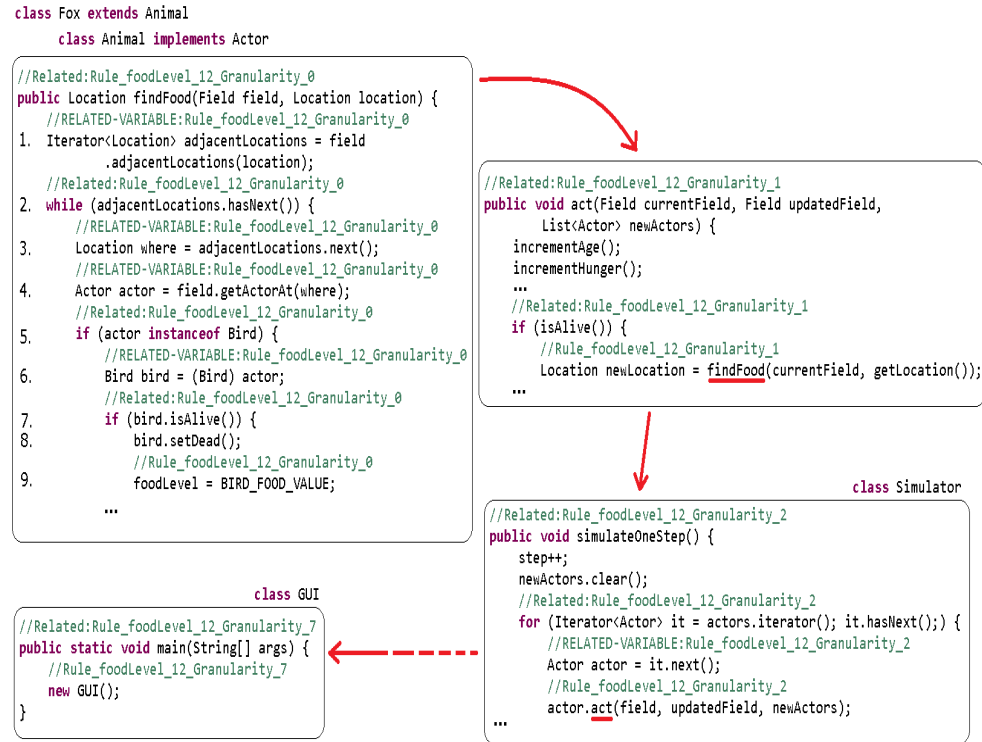 class Fox extends Animal
class Animal implements Actor
//Related:Rule_foodLevel_12_Granularity_0
public Location findFood(Field field, Location location) {
//RELATED-VARIABLE:Rule_foodLevel_12_Granularity_0
1. Iterator<Location> adjacentLocations = field
.adjacentLocations(location);
//Related:Rule_foodLevel_12_Granularity_0
2. while (adjacentLocations.hasNext()) {
//RELATED-VARIABLE:Rule_foodLevel_12_Granularity_0
3. Location where = adjacentLocations.next();
//RELATED-VARIABLE:Rule_foodLevel_12_Granularity_0
4. Actor actor = field.getActorAt(where);
//Related:Rule_foodLevel_12_Granularity_0
5. if (actor instanceof Bird) {
//RELATED-VARIABLE:Rule_foodLevel_12_Granularity_0
6. Bird bird = (Bird) actor;
//Related:Rule_foodLevel_12_Granularity_0
7. if (bird.isAlive()) {
8. bird.setDead();
//Rule_foodLevel_12_Granularity_0
9. foodLevel = BIRD_FOOD_VALUE;
...
//Related:Rule_foodLevel_12_Granularity_1
public void act(Field currentField, Field updatedField,
List<Actor> newActors) {
incrementAge();
incrementHunger();
...
//Related:Rule_foodLevel_12_Granularity_1
if (isAlive()) {
//Rule_foodLevel_12_Granularity_1
Location newLocation = findFood(currentField, getLocation());
...
class Simulator
//Related:Rule_foodLevel_12_Granularity_2
public void simulateOneStep() {
step++;
newActors.clear();
//Related:Rule_foodLevel_12_Granularity_2
for (Iterator<Actor> it = actors.iterator(); it.hasNext();) {
//RELATED-VARIABLE:Rule_foodLevel_12_Granularity_2
Actor actor = it.next();
//Rule_foodLevel_12_Granularity_2
actor.act(field, updatedField, newActors);
...
class GUI
//Related:Rule_foodLevel_12_Granularity_7
public static void main(String[] args) {
//Rule_foodLevel_12_Granularity_7
new GUI();
}